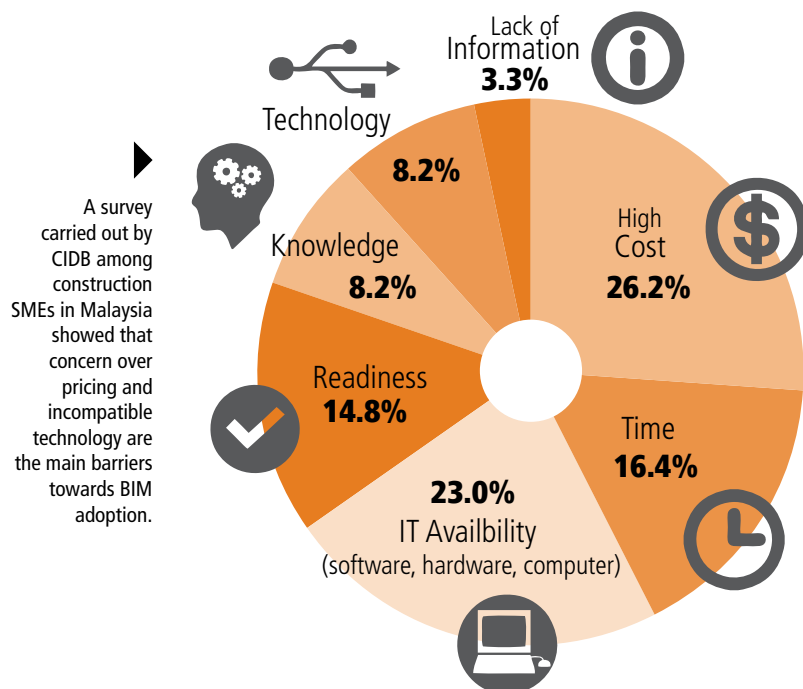 Lack of
Information
3.3%
Technology
8.2%
Knowledge
8.2%
High
Cost
26.2%
Readiness
14.8%
Time
16.4%
23.0%
IT Availbility
(software, hardware, computer)
A survey
carried out by
CIDB among
construction
SMEs in Malaysia
showed that
concern over
pricing and
incompatible
technology are
the main barriers
towards BIM
adoption.
$